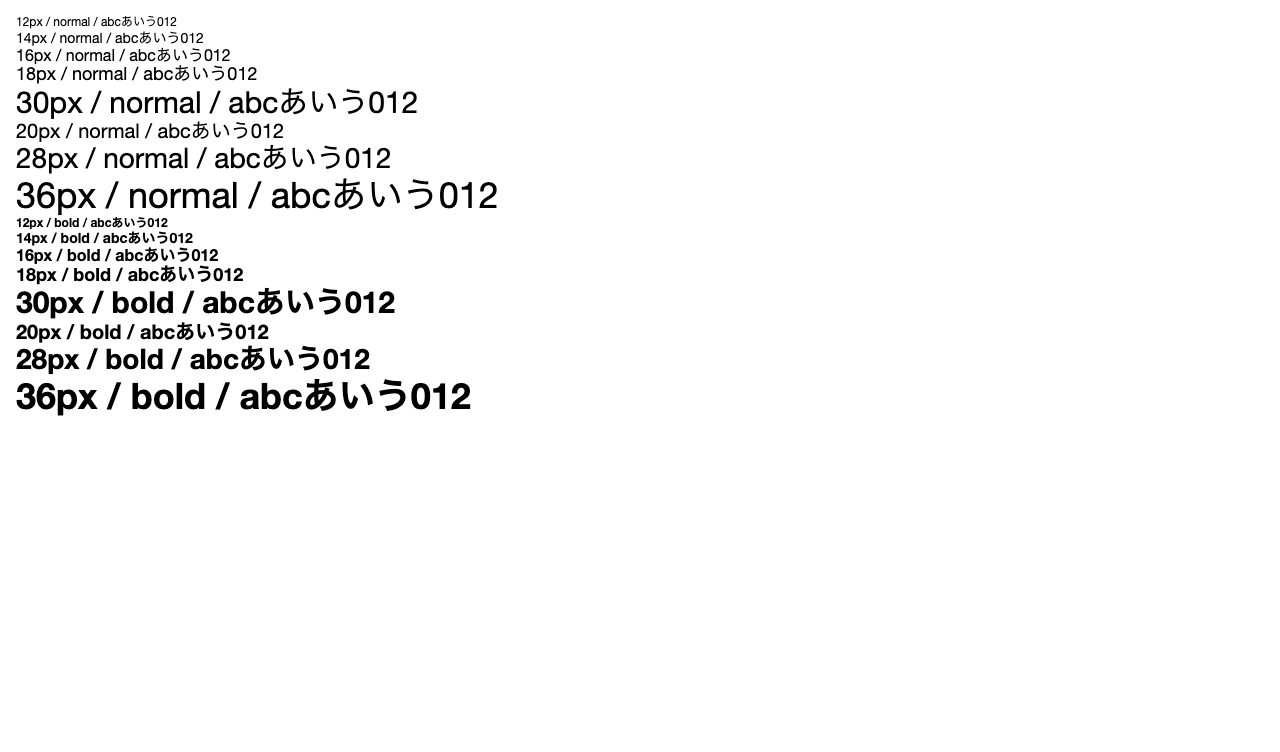 12px / normal / abcあいう012
14px / normal / abcあいう012
16px / normal / abcあいう012
18px / normal / abcあいう012
30px / normal / abcあいう012
20px / normal / abcあいう012
28px / normal / abcあいう012
36px / normal / abcあいう012
12px / bold / abcあいう012
14px / bold / abcあいう012
16px / bold / abcあいう012
18px / bold / abcあいう012
30px / bold / abcあいう012
20px / bold / abcあいう012
28px / bold / abcあいう012
36px / bold / abcあいう012